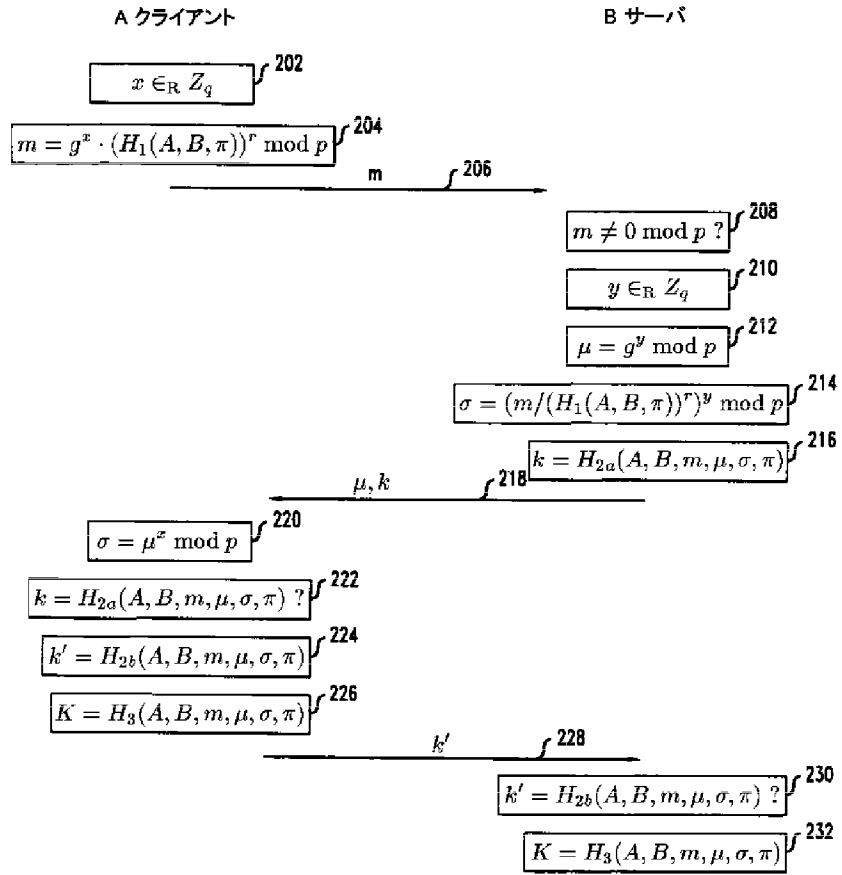 A クライアント
B サーバ
202
x ∈_R Z_q
204
m = g^x · (H_1(A, B, π))^r mod p
m
206
208
m ≠ 0 mod p ?
210
y ∈_R Z_q
212
μ = g^y mod p
214
σ = (m/(H_1(A, B, π))^r)^y mod p
216
k = H_{2a}(A, B, m, μ, σ, π)
μ, k
218
220
σ = μ^x mod p
222
k = H_{2a}(A, B, m, μ, σ, π) ?
224
k′ = H_{2b}(A, B, m, μ, σ, π)
226
K = H_3(A, B, m, μ, σ, π)
k′
228
230
k′ = H_{2b}(A, B, m, μ, σ, π) ?
232
K = H_3(A, B, m, μ, σ, π)